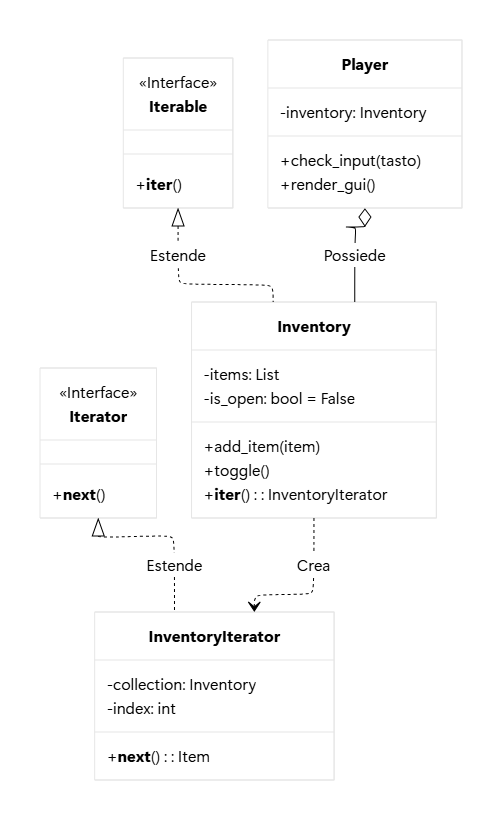 «Interface»
Iterable
+iter()
Player
-inventory: Inventory
+check_input(tasto)
+render_gui()
Estende
Possiede
Inventory
-items: List
-is_open: bool = False
+add_item(item)
+toggle()
+iter() : : InventoryIterator
«Interface»
Iterator
+next()
Estende
Crea
InventoryIterator
-collection: Inventory
-index: int
+next() : : Item